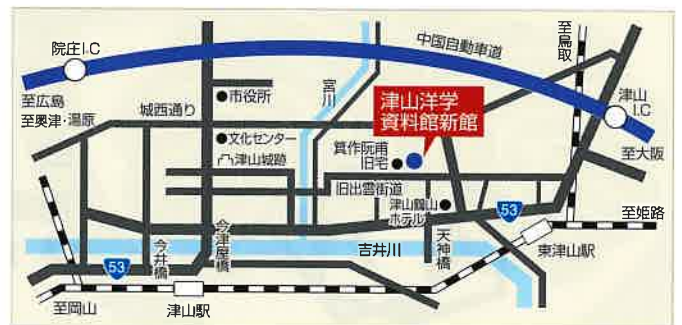 院庄I.C
中国自動車道
至鳥取
至広島
至奥津・湯原
城西通り
市役所
宮川
津山洋学
資料館新館
津山
I.C
文化センター
津山城跡
箕作阮甫
旧宅
至大阪
旧出雲街道
津山鶴山
ホテル
53
至姫路
今津屋橋
今井橋
吉井川
天神橋
東津山駅
53
至岡山
津山駅